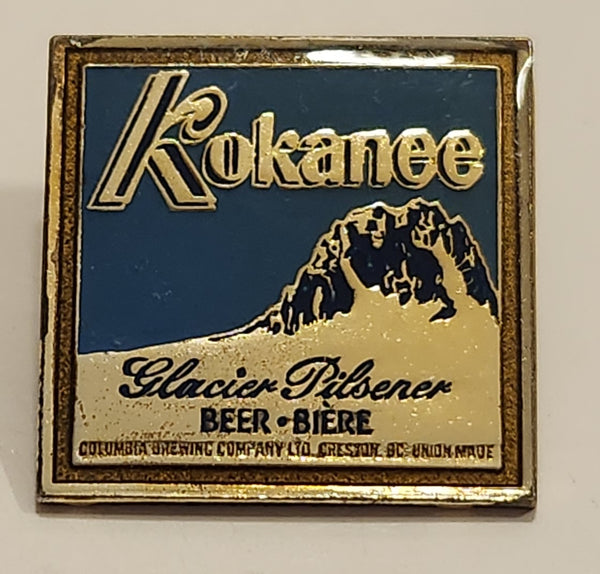 Kokanee
Glacier Pilsener
BEER • BIÈRE
COLUMBIA BREWING COMPANY LTD. CRESTON, BC UNION MADE